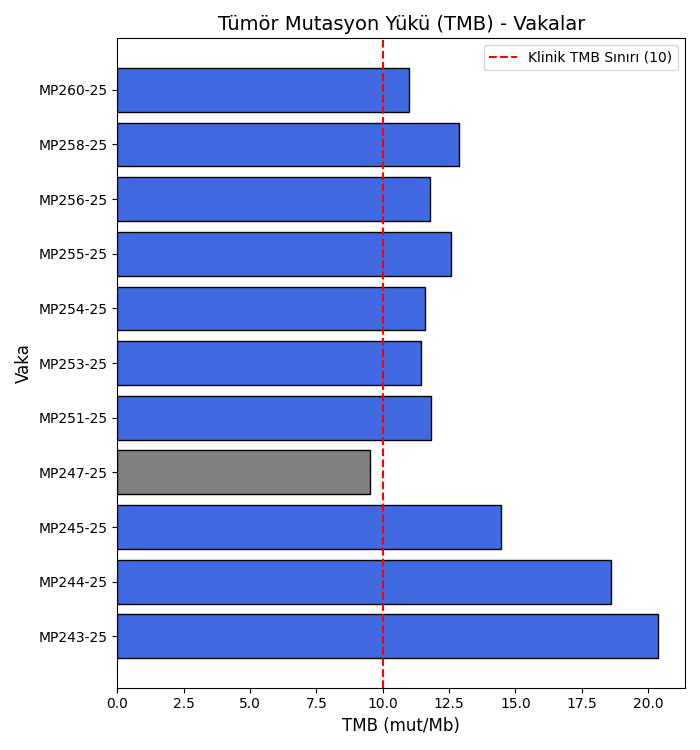 Tümör Mutasyon Yükü (TMB) - Vakalar
Klinik TMB Sınırı (10)
MP260-25
MP258-25
MP256-25
MP255-25
MP254-25
MP253-25
MP251-25
MP247-25
MP245-25
MP244-25
MP243-25
Vaka
0.0 2.5 5.0 7.5 10.0 12.5 15.0 17.5 20.0
TMB (mut/Mb)